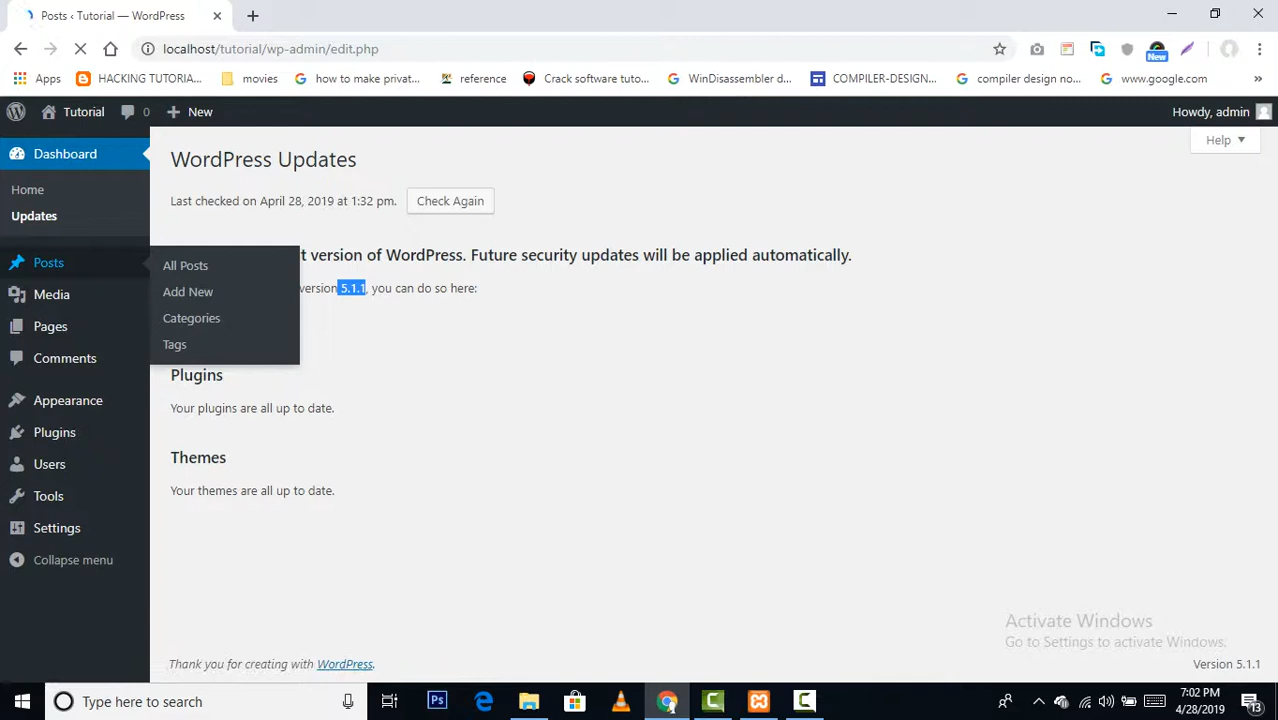 Posts ‹ Tutorial — WordPress
localhost/tutorial/wp-admin/edit.php
New
Apps
HACKING TUTORIA...
movies
how to make privat...
reference
Crack software tuto...
WinDisassembler d...
COMPILER-DESIGN...
compiler design no...
www.google.com
»
Tutorial
0
New
Howdy, admin
Dashboard
WordPress Updates
Help
Home
Last checked on April 28, 2019 at 1:32 pm.
Check Again
Updates
t version of WordPress. Future security updates will be applied automatically.
Posts
All Posts
version 5.1.1, you can do so here:
Add New
Media
Categories
Pages
Tags
Comments
Plugins
Appearance
Your plugins are all up to date.
Plugins
Themes
Users
Your themes are all up to date.
Tools
Settings
Collapse menu
Activate Windows
Go to Settings to activate Windows.
Thank you for creating with WordPress.
Version 5.1.1
Type here to search
Ps
7:02 PM
4/28/2019
13